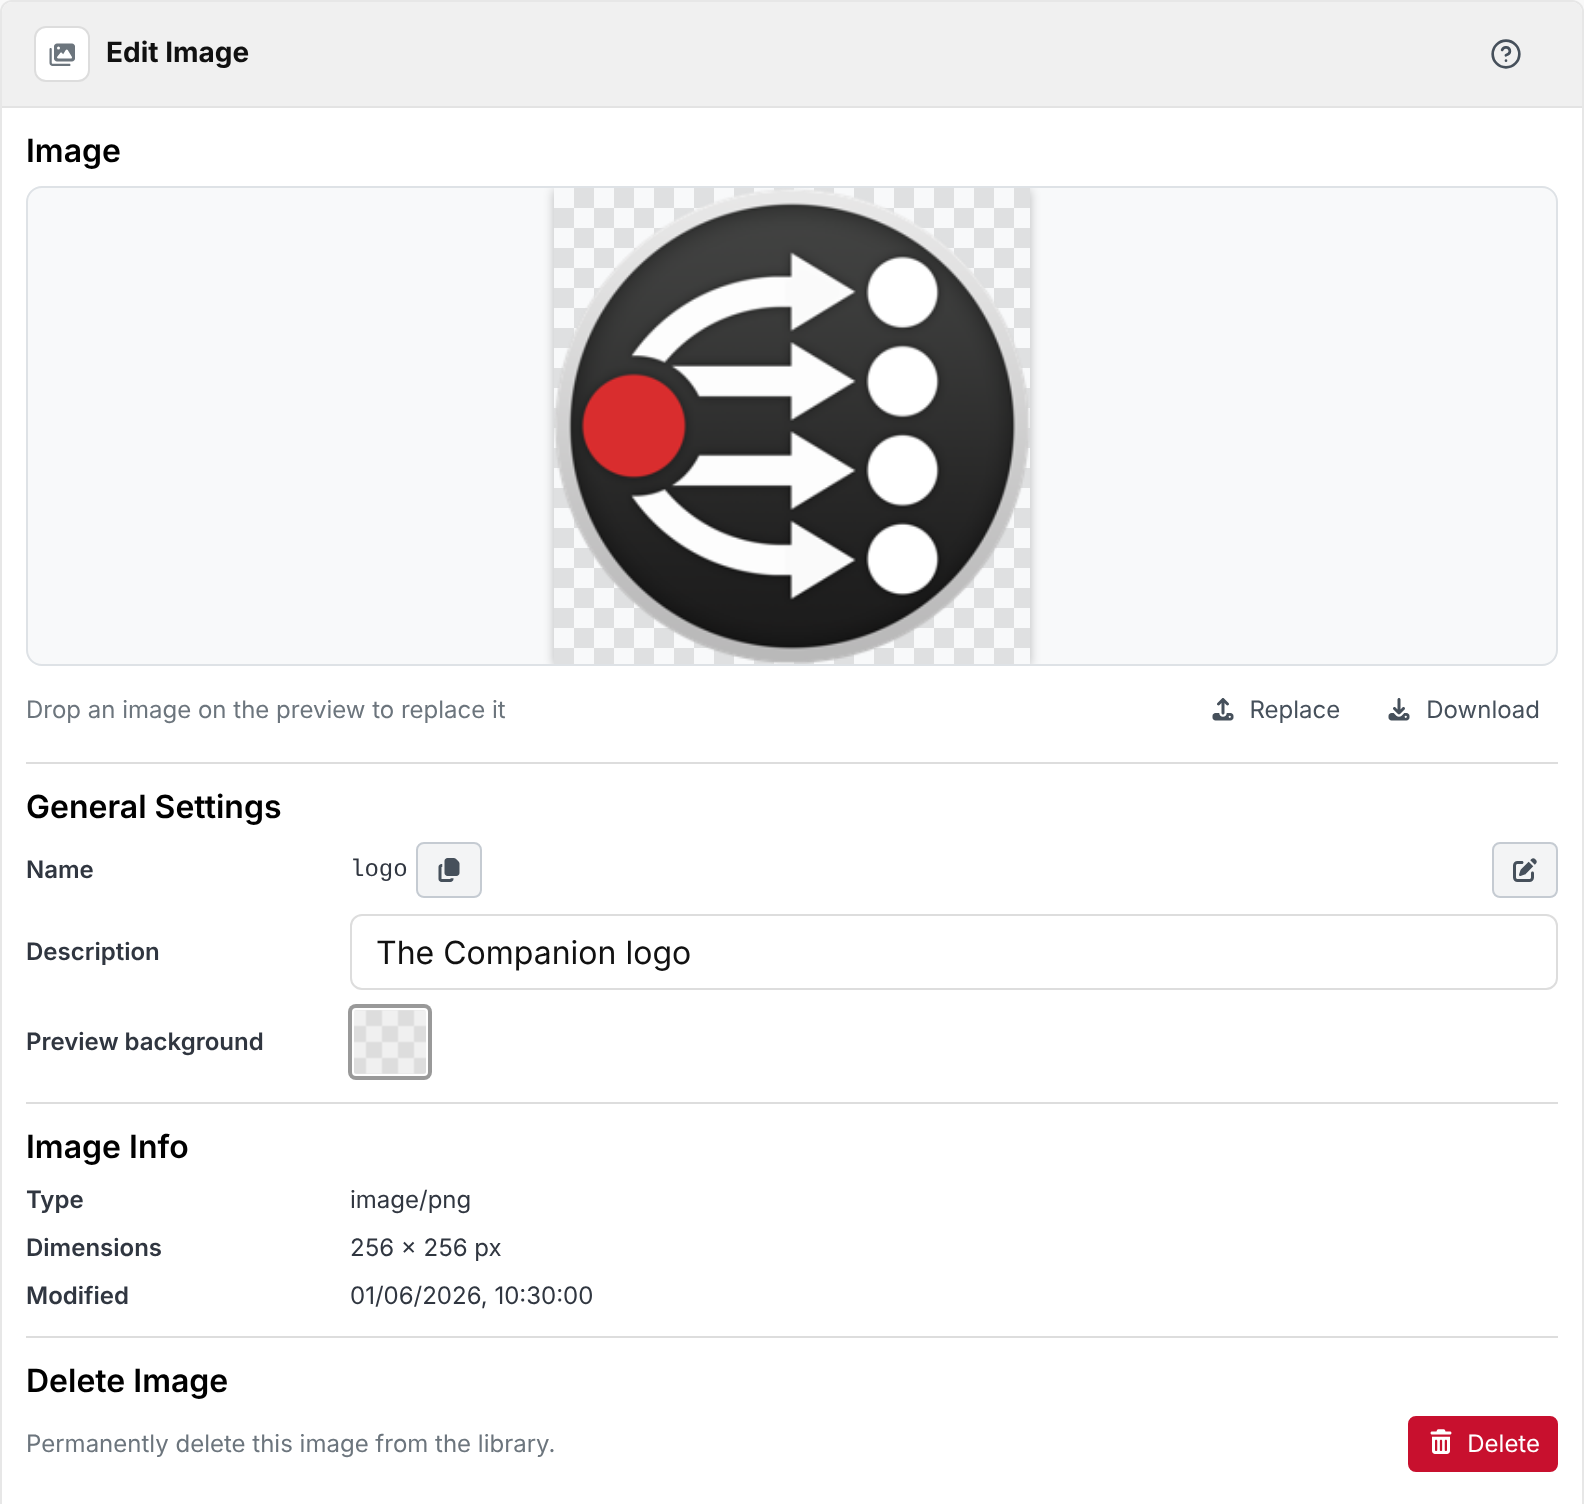 Edit Image
Image
Drop an image on the preview to replace it
Replace
Download
General Settings
Name
logo
Description
The Companion logo
Preview background
Image Info
Type
image/png
Dimensions
256 × 256 px
Modified
01/06/2026, 10:30:00
Delete Image
Permanently delete this image from the library.
Delete